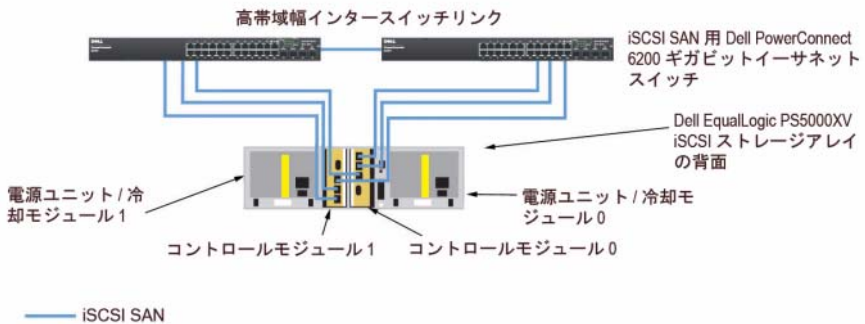 高帯域幅インタースイッチリンク
DELL
DELL
iSCSI SAN 用 Dell PowerConnect
6200 ギガビットイーサネット
スイッチ
Dell EqualLogic PS5000XV
iSCSI ストレージアレイ
の背面
電源ユニット / 冷
却モジュール 1
電源ユニット / 冷却モ
ジュール 0
コントロールモジュール 1
コントロールモジュール 0
iSCSI SAN